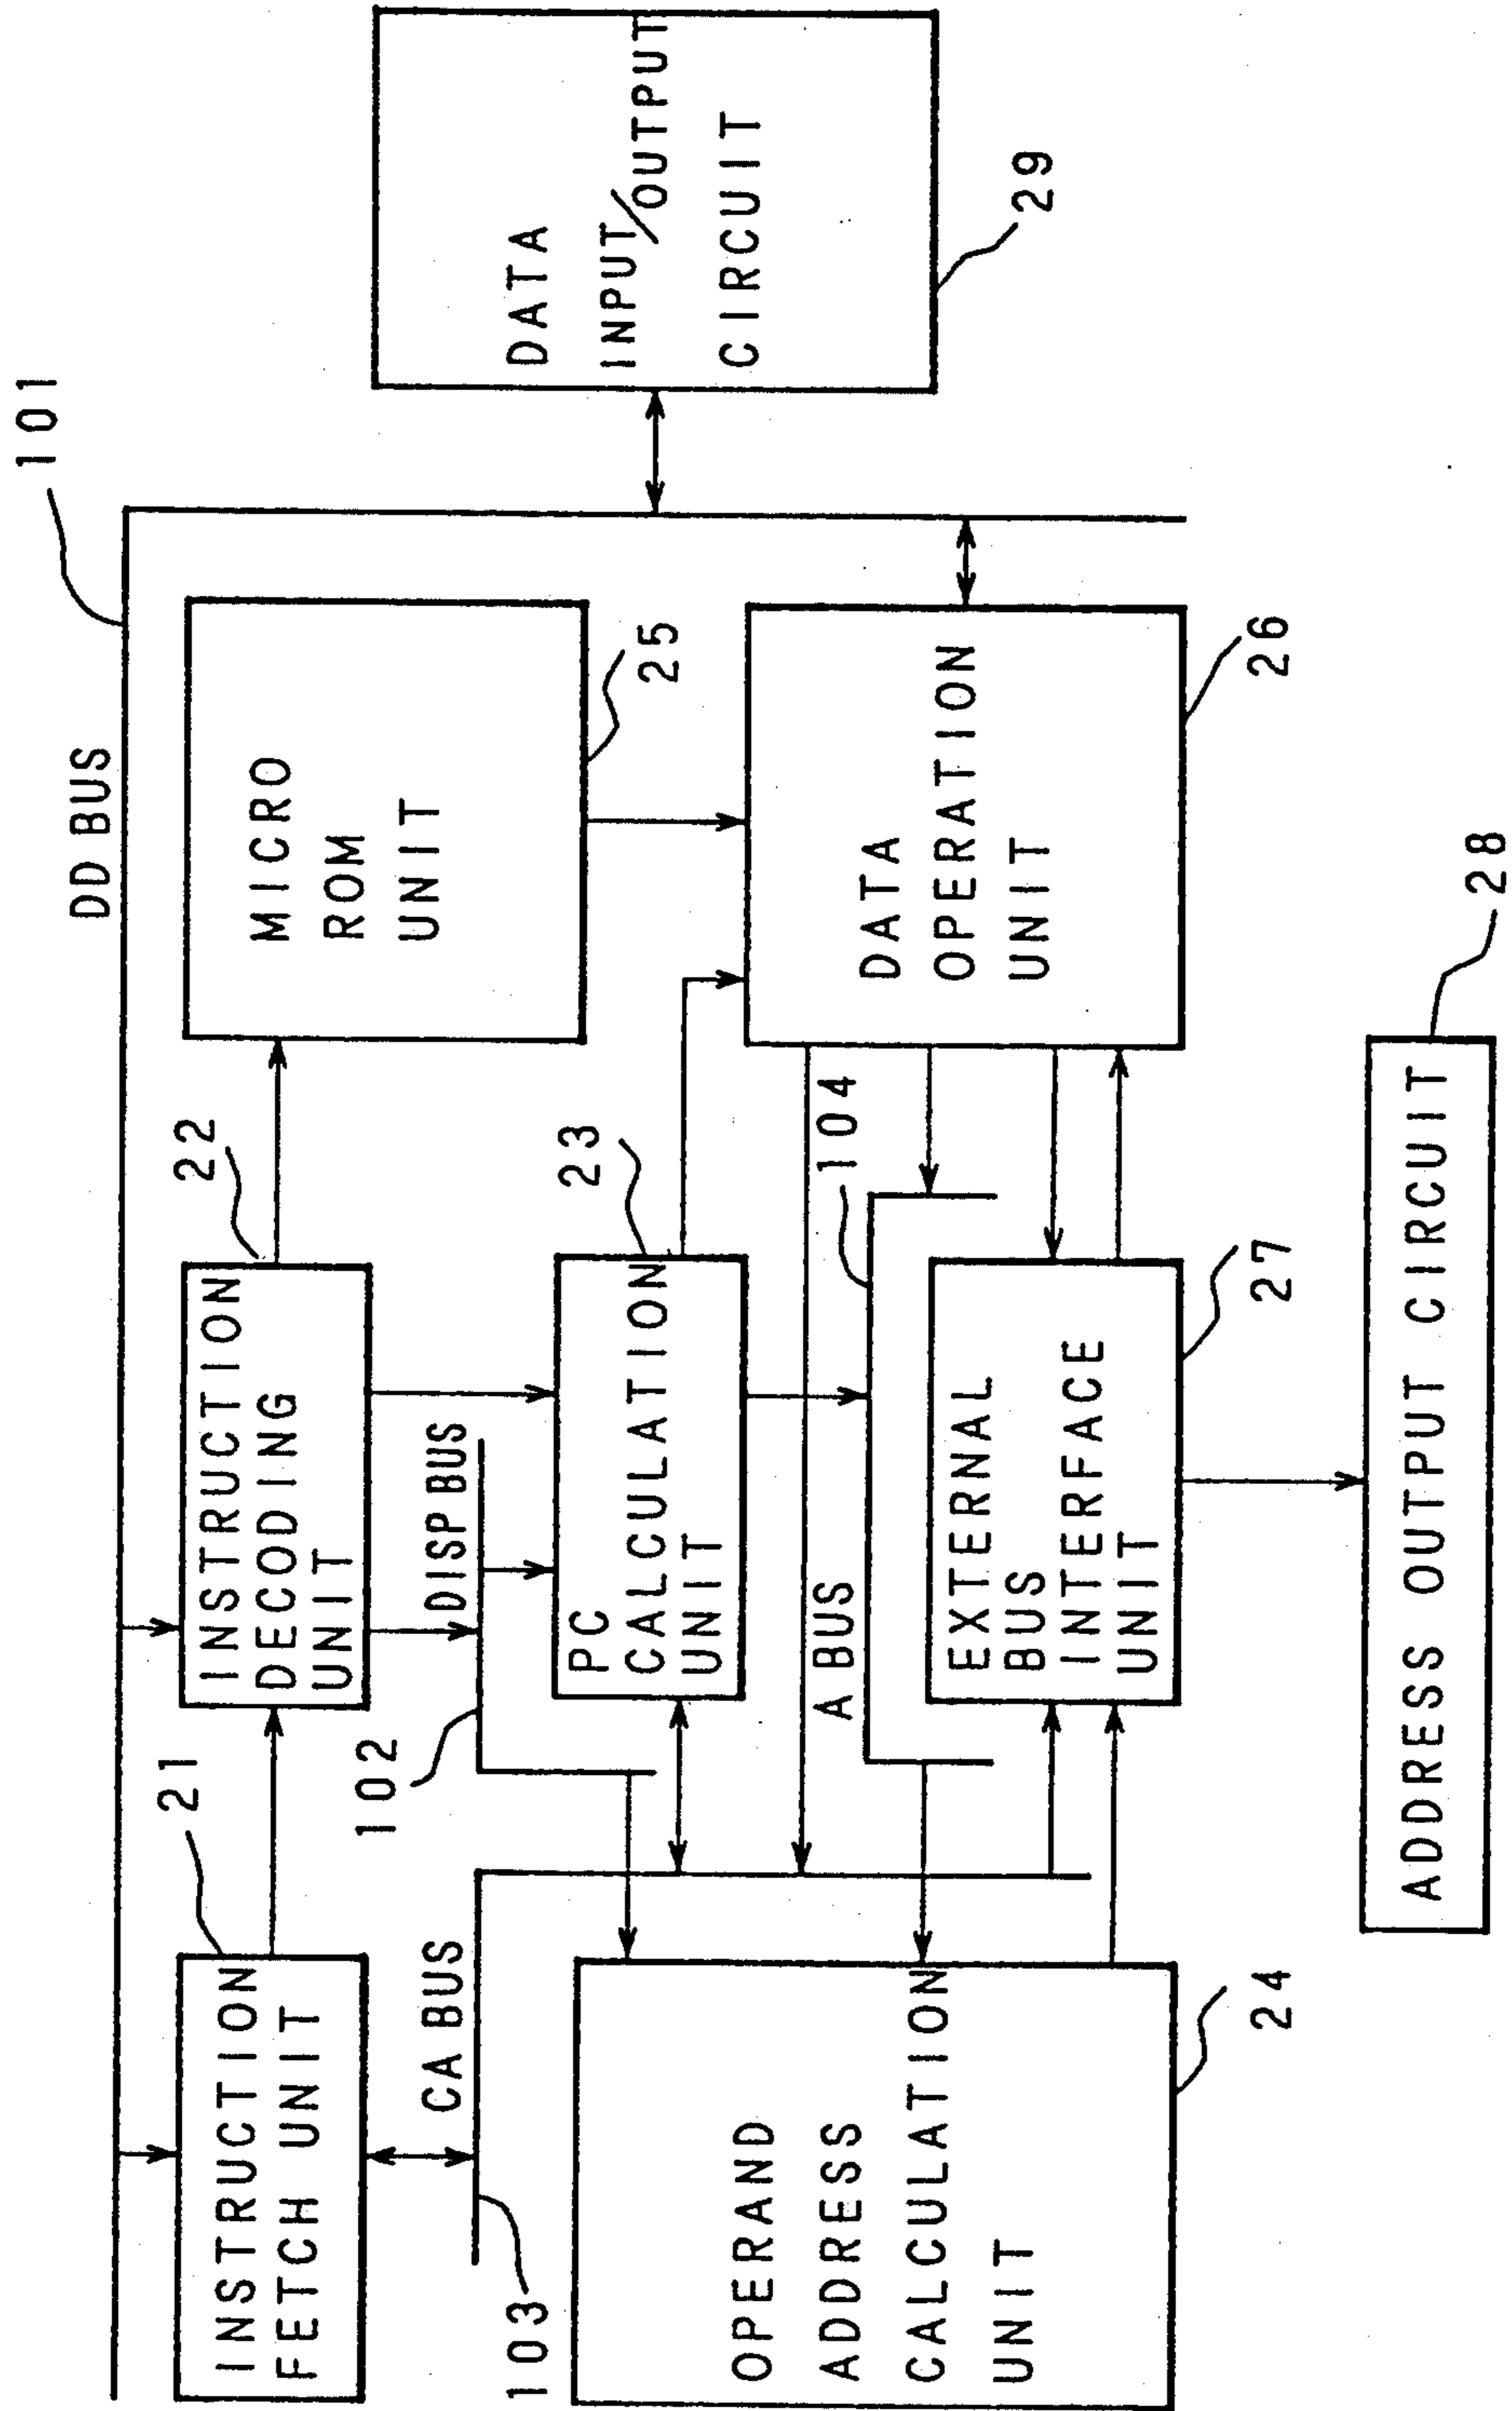 101
DD BUS
21
INSTRUCTION
FETCH UNIT
22
INSTRUCTION
DECODING
UNIT
MICRO
ROM
UNIT
25
DATA
INPUT/OUTPUT
CIRCUIT
29
CA BUS
103
102
DISP BUS
23
PC
CALCULATION
UNIT
A BUS
104
OPERAND
ADDRESS
CALCULATION
UNIT
24
EXTERNAL
BUS
INTERFACE
UNIT
27
DATA
OPERATION
UNIT
26
28
ADDRESS OUTPUT CIRCUIT